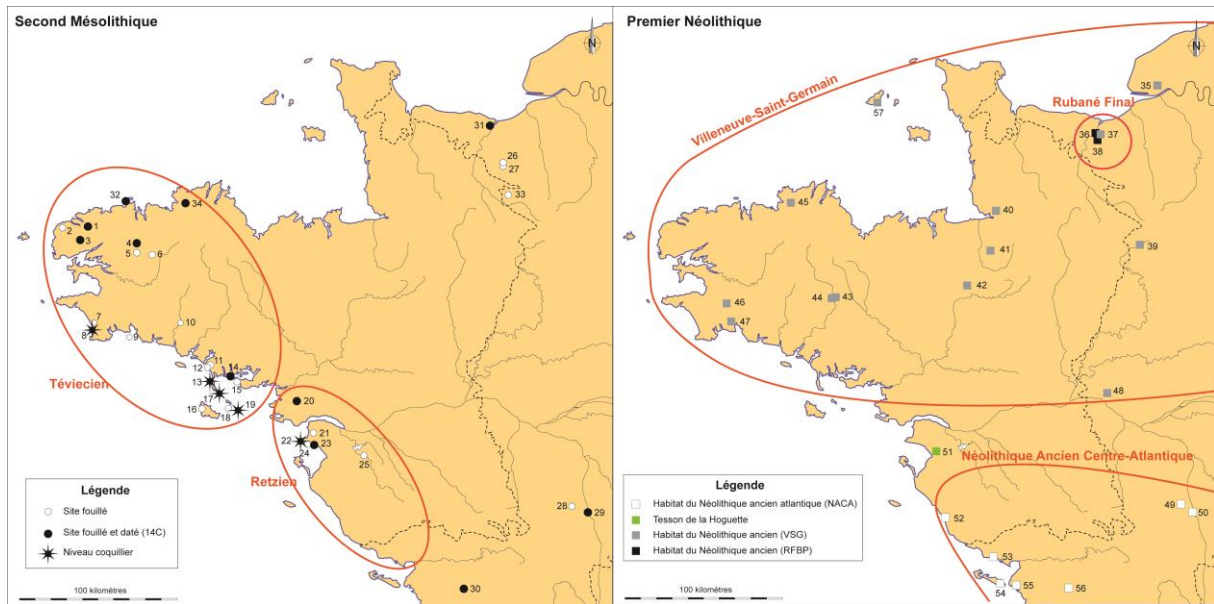 Second Mésolithique
N
31
26
27
33
32
34
2
1
3
4
5
6
7
8
9
10
11
12
14
13
15
17
16
18
19
Téviecien
20
22
21
23
24
25
Retzien
28
29
30
Légende
Site fouillé
Site fouillé et daté (14C)
Niveau coquillier
100 kilomètres
Premier Néolithique
N
35
Rubané Final
57
36
37
38
Villeneuve-Saint-Germain
45
40
39
41
42
44
43
46
47
48
51
Néolithique Ancien Centre-Atlantique
49
50
52
53
54
55
56
Légende
Habitat du Néolithique ancien atlantique (NACA)
Tesson de la Hoguette
Habitat du Néolithique ancien (VSG)
Habitat du Néolithique ancien (RFBP)
100 kilomètres